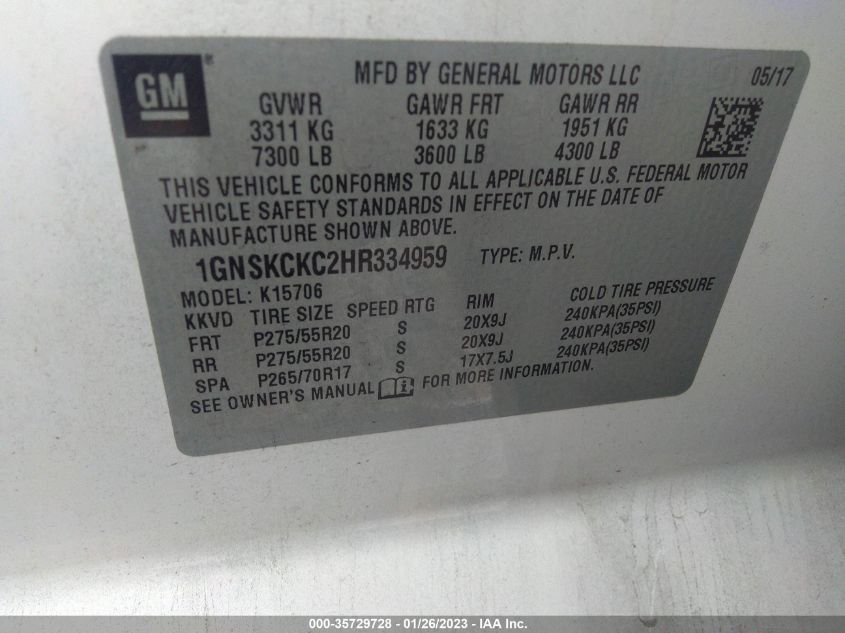 GM
MFD BY GENERAL MOTORS LLC 05/17
GVWR GAWR FRT GAWR RR
3311 KG 1633 KG 1951 KG
7300 LB 3600 LB 4300 LB
THIS VEHICLE CONFORMS TO ALL APPLICABLE U.S. FEDERAL MOTOR
VEHICLE SAFETY STANDARDS IN EFFECT ON THE DATE OF
MANUFACTURE SHOWN ABOVE.
1GNSKCKC2HR334959 TYPE: M.P.V.
MODEL: K15706
KKVD TIRE SIZE SPEED RTG RIM COLD TIRE PRESSURE
FRT P275/55R20 S 20X9J 240KPA(35PSI)
RR P275/55R20 S 20X9J 240KPA(35PSI)
SPA P265/70R17 S 17X7.5J 240KPA(35PSI)
SEE OWNER'S MANUAL FOR MORE INFORMATION.
000-35729728 - 01/26/2023 - IAA Inc.